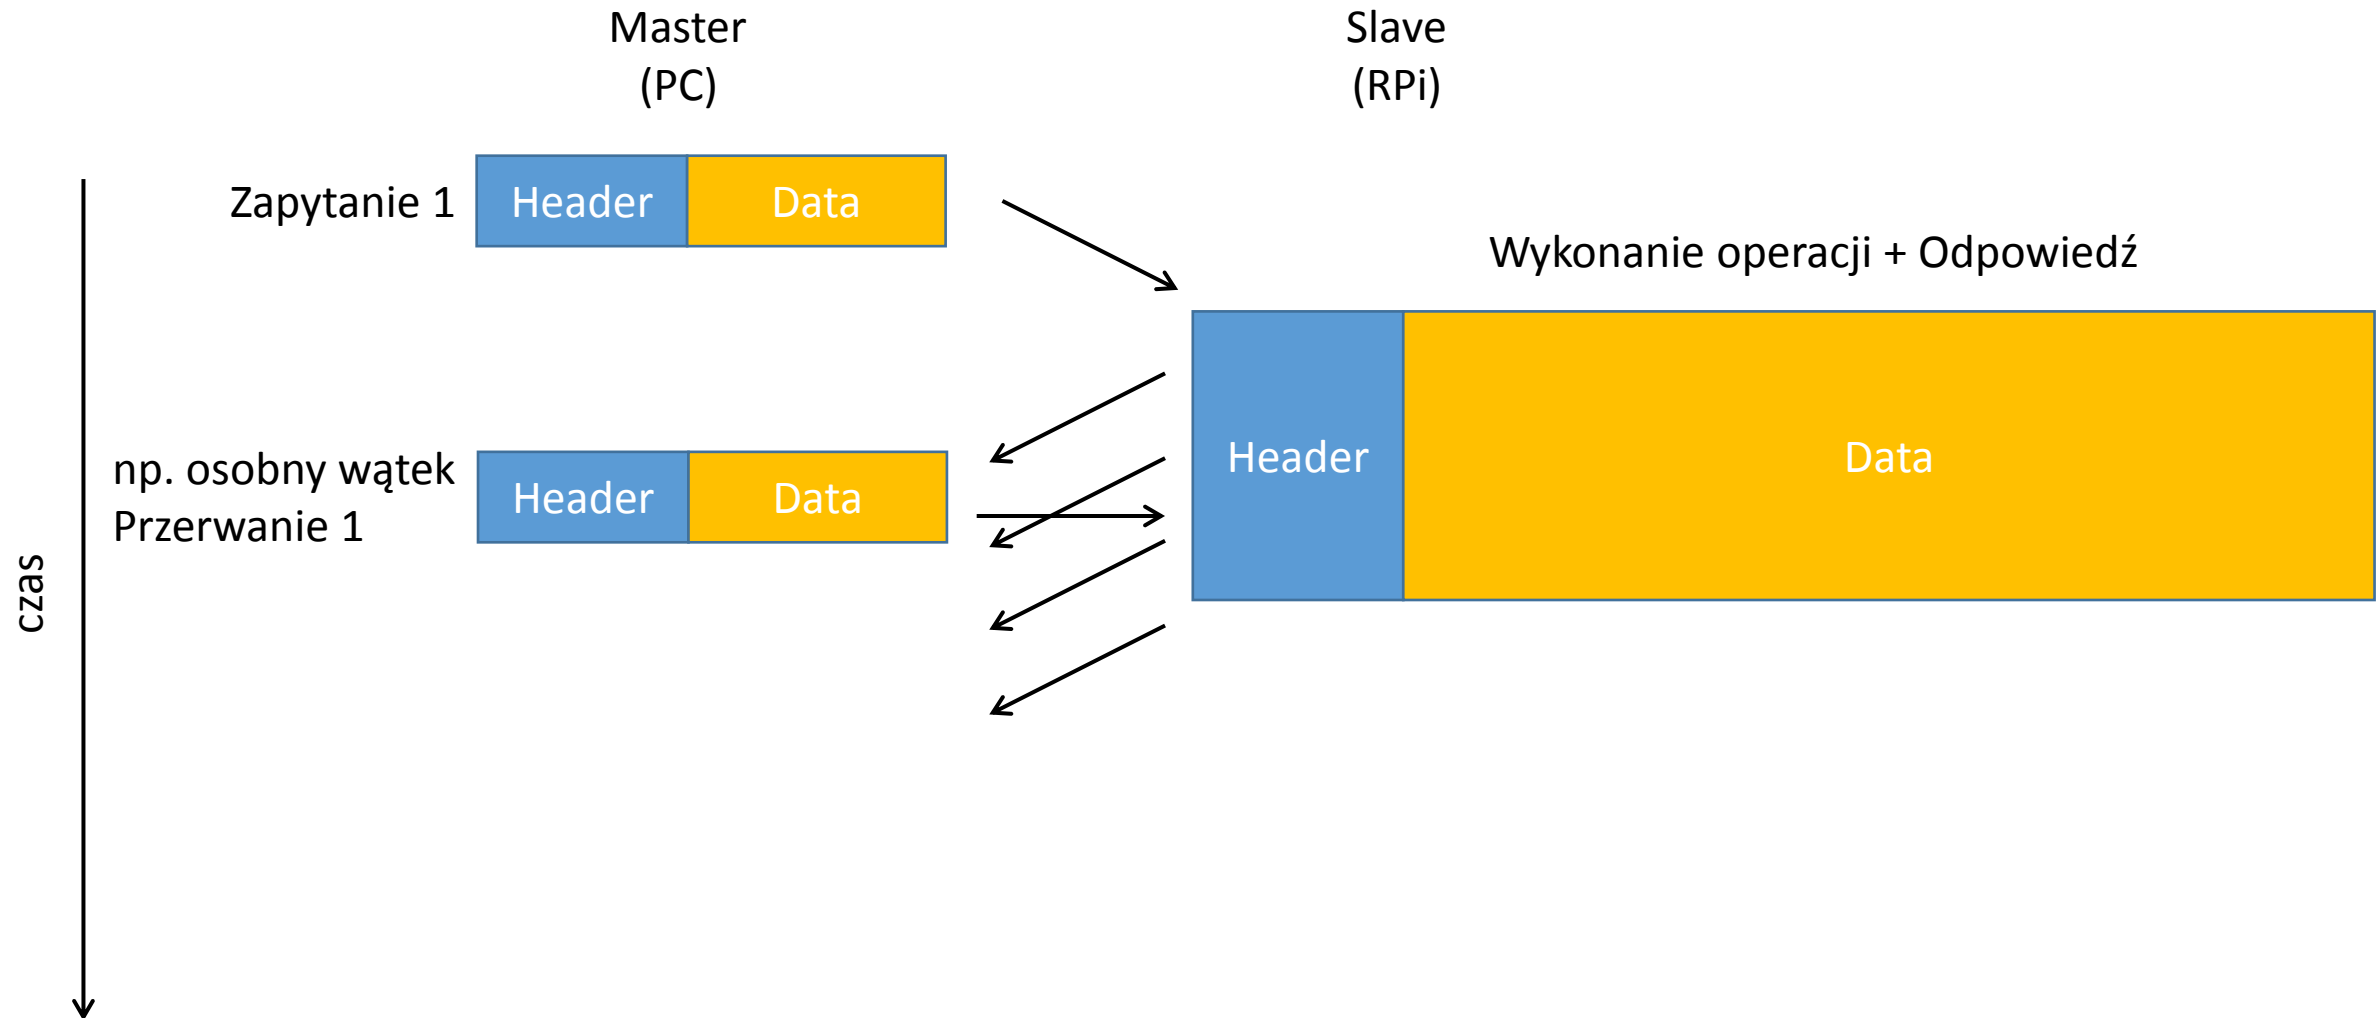 Master
(PC)
Slave
(RPi)
Zapytanie 1
Header
Data
Wykonanie operacji + Odpowiedź
Header
Data
np. osobny wątek
Przerwanie 1
Header
Data
czas